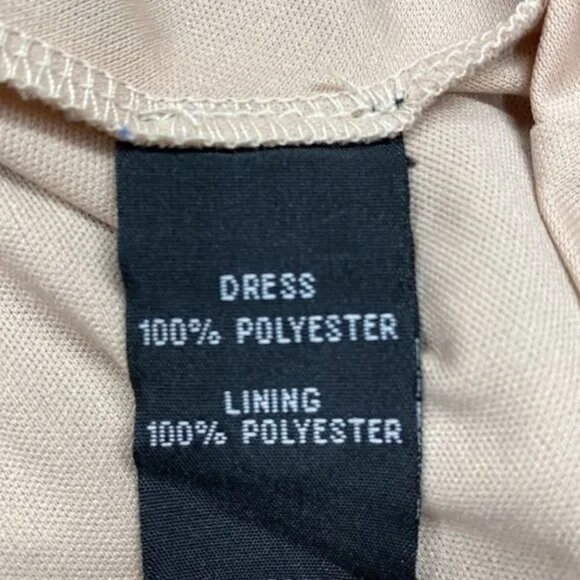 DRESS
100% POLYESTER
LINING
100% POLYESTER